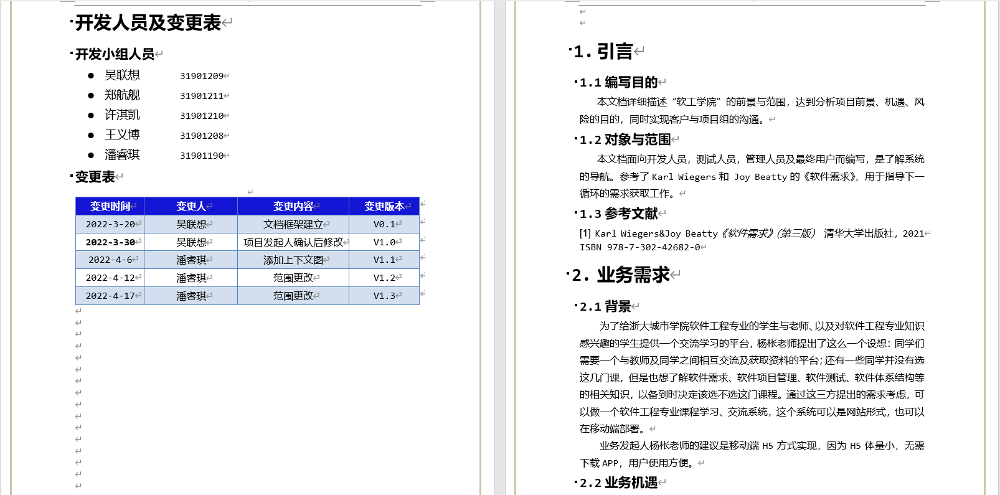 开发人员及变更表
开发小组人员
● 吴联想 31901209
● 郑航舰 31901211
● 许淇凯 31901210
● 王义博 31901208
● 潘睿琪 31901190
变更表
变更时间 变更人 变更内容 变更版本
2022-3-20 吴联想 文档框架建立 V0.1
2022-3-30 吴联想 项目发起人确认后修改 V1.0
2022-4-6 潘睿琪 添加上下文图 V1.1
2022-4-12 潘睿琪 范围更改 V1.2
2022-4-17 潘睿琪 范围更改 V1.3
1. 引言
1.1 编写目的
本文档详细描述“软工学院”的前景与范围，达到分析项目前景、机遇、风
险的目的，同时实现客户与项目组的沟通。
1.2 对象与范围
本文档面向开发人员，测试人员，管理人员及最终用户而编写，是了解系统
的导航。参考了 Karl Wiegers 和 Joy Beatty 的《软件需求》，用于指导下一
循环的需求获取工作。
1.3 参考文献
[1] Karl Wiegers&Joy Beatty《软件需求》（第三版） 清华大学出版社，2021
ISBN 978-7-302-42682-0
2. 业务需求
2.1 背景
为了给浙大城市学院软件工程专业的学生与老师、以及对软件工程专业知识
感兴趣的学生提供一个交流学习的平台，杨枨老师提出了这么一个设想：同学们
需要一个与教师及同学之间相互交流及获取资料的平台；还有一些同学并没有选
这几门课，但是也想了解软件需求、软件项目管理、软件测试、软件体系结构等
的相关知识，以备到时决定该选不选这门课程。通过这三方提出的需求考虑，可
以做一个软件工程专业课程学习、交流系统，这个系统可以是网站形式，也可以
在移动端部署。
业务发起人杨枨老师的建议是移动端 H5 方式实现，因为 H5 体量小，无需
下载 APP，用户使用方便。
2.2 业务机遇